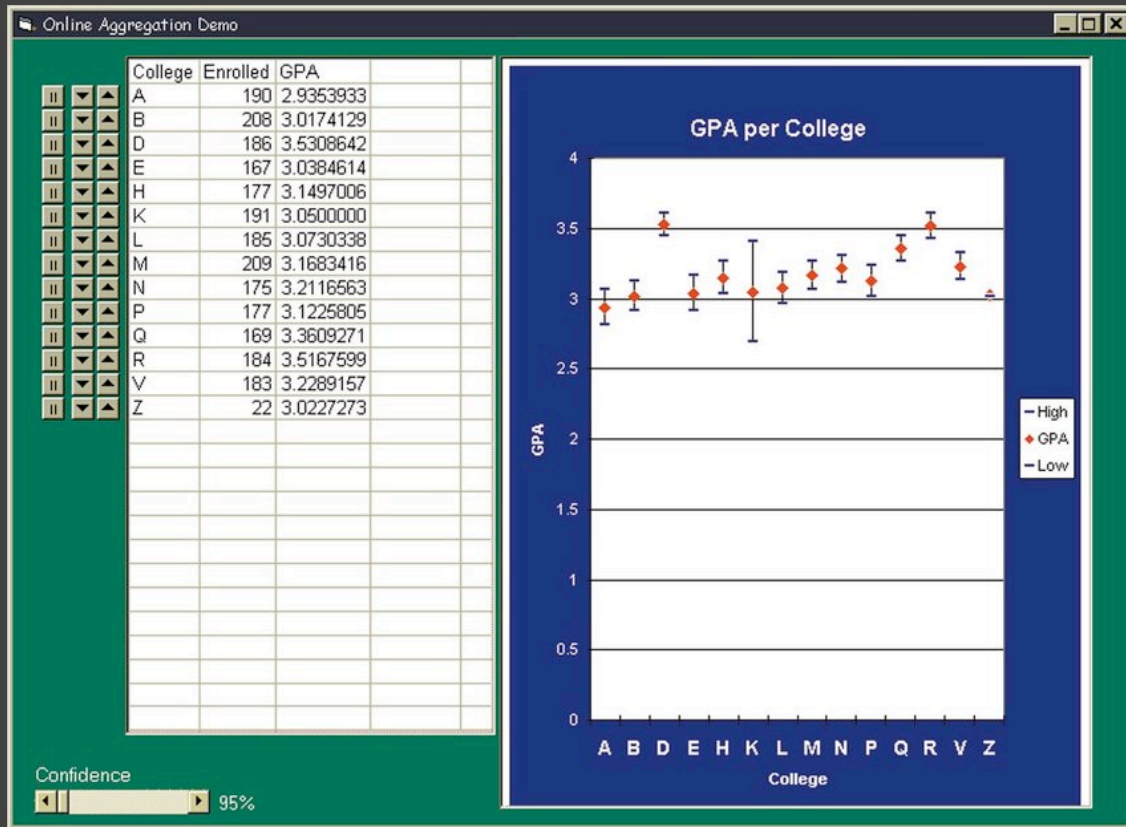 Online Aggregation Demo
College Enrolled GPA
A 190 2.9353933
B 208 3.0174129
D 186 3.5308642
E 167 3.0384614
H 177 3.1497006
K 191 3.0500000
L 185 3.0730338
M 209 3.1683416
N 175 3.2116563
P 177 3.1225805
Q 169 3.3609271
R 184 3.5167599
V 183 3.2289157
Z 22 3.0227273
Confidence
95%
GPA per College
4
3.5
3
2.5
2
1.5
1
0.5
0
GPA
A B D E H K L M N P Q R V Z
College
High
GPA
Low